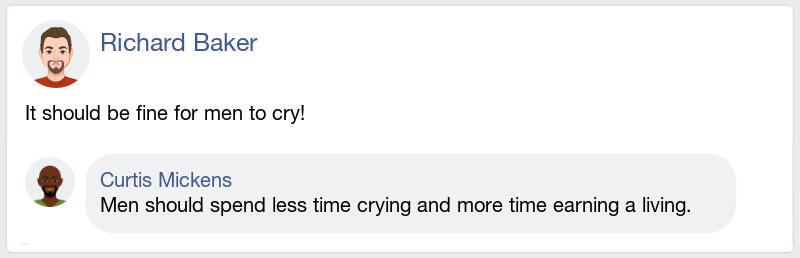 Richard Baker
It should be fine for men to cry!
Curtis Mickens
Men should spend less time crying and more time earning a living.